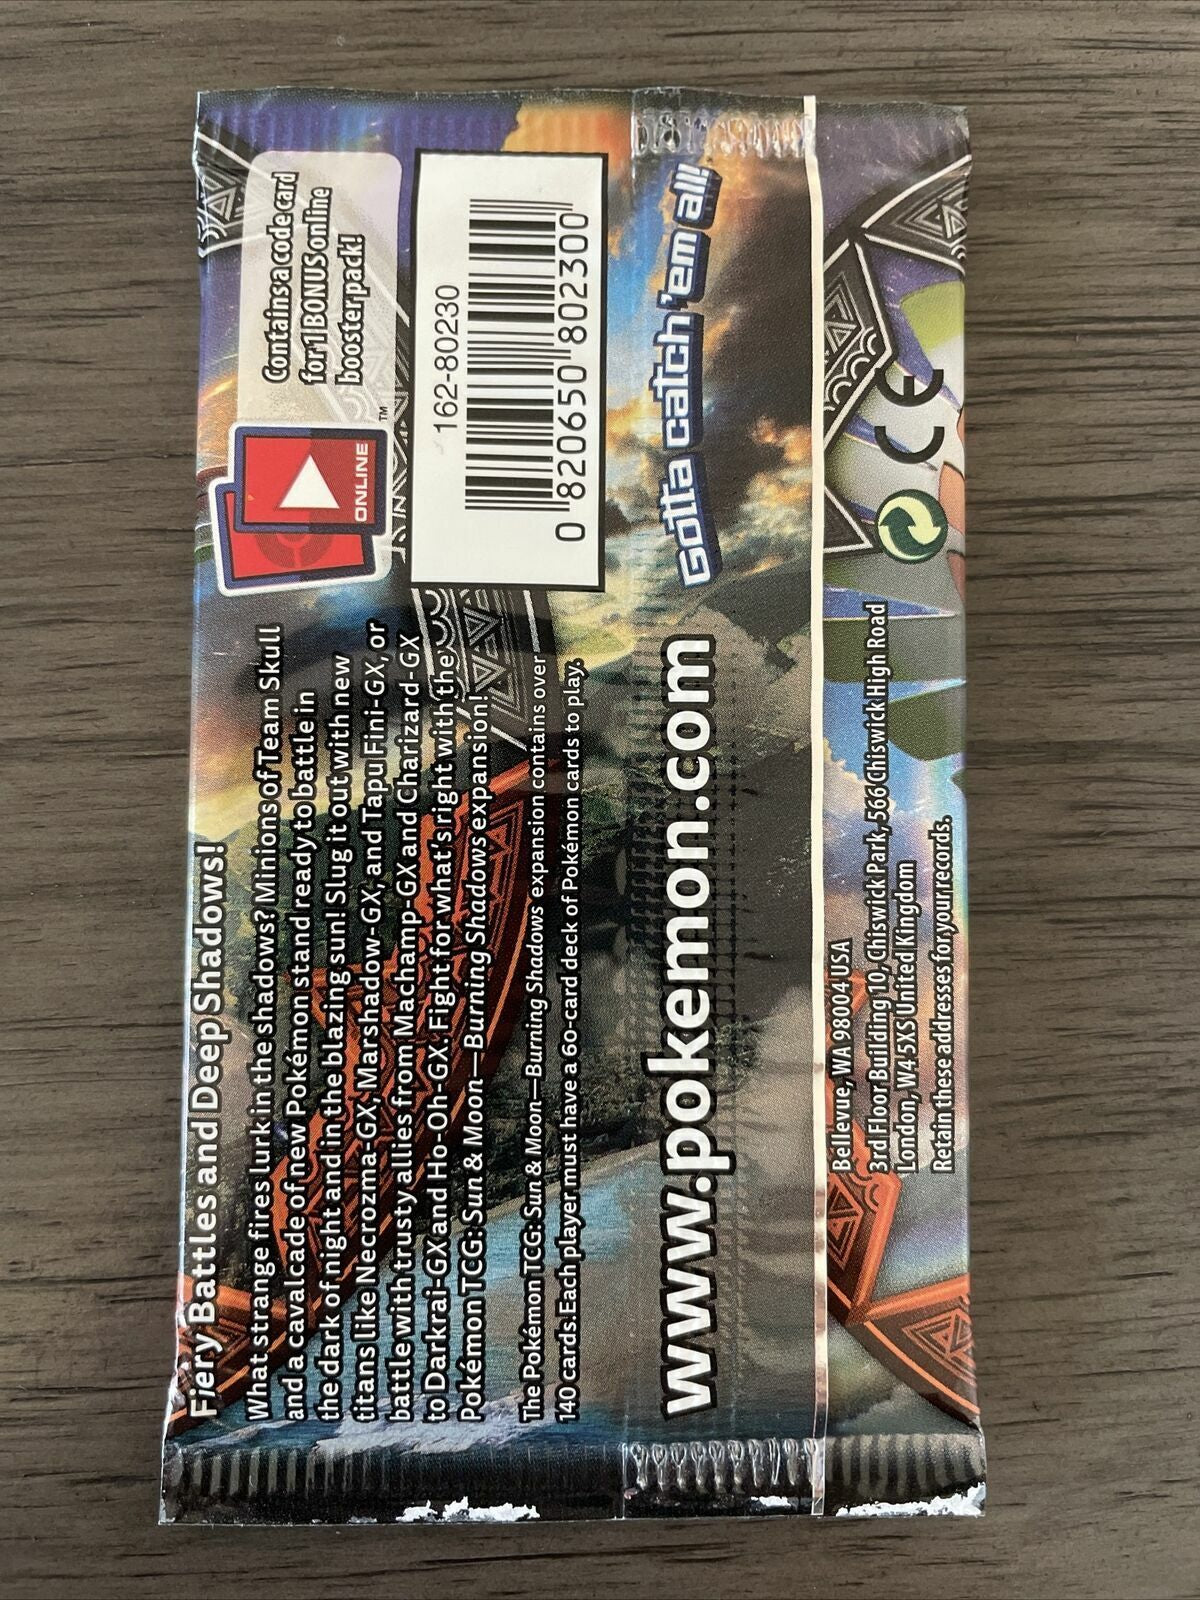 Fiery Battles and Deep Shadows!
What strange fires lurk in the shadows? Minions of Team Skull
and a cavalcade of new Pokémon stand ready to battle in
the dark of night and in the blazing sun! Slug it out with new
titans like Necrozma-GX, Marshadow-GX, and Tapu Fini-GX, or
battle with trusty allies from Machamp-GX and Charizard-GX
to Darkrai-GX and Ho-Oh-GX. Fight for what's right with the
Pokémon TCG: Sun & Moon—Burning Shadows expansion!
The Pokémon TCG: Sun & Moon—Burning Shadows expansion contains over
140 cards. Each player must have a 60-card deck of Pokémon cards to play.
ONLINE
TM
Contains a code card
for 1 BONUS online
booster pack!
162-80230
0 820650 802300
www.pokemon.com
Gotta catch 'em all!
Bellevue, WA 98004 USA
3rd Floor Building 10, Chiswick Park, 566 Chiswick High Road
London, W4 5XS United Kingdom
Retain these addresses for your records.
CE